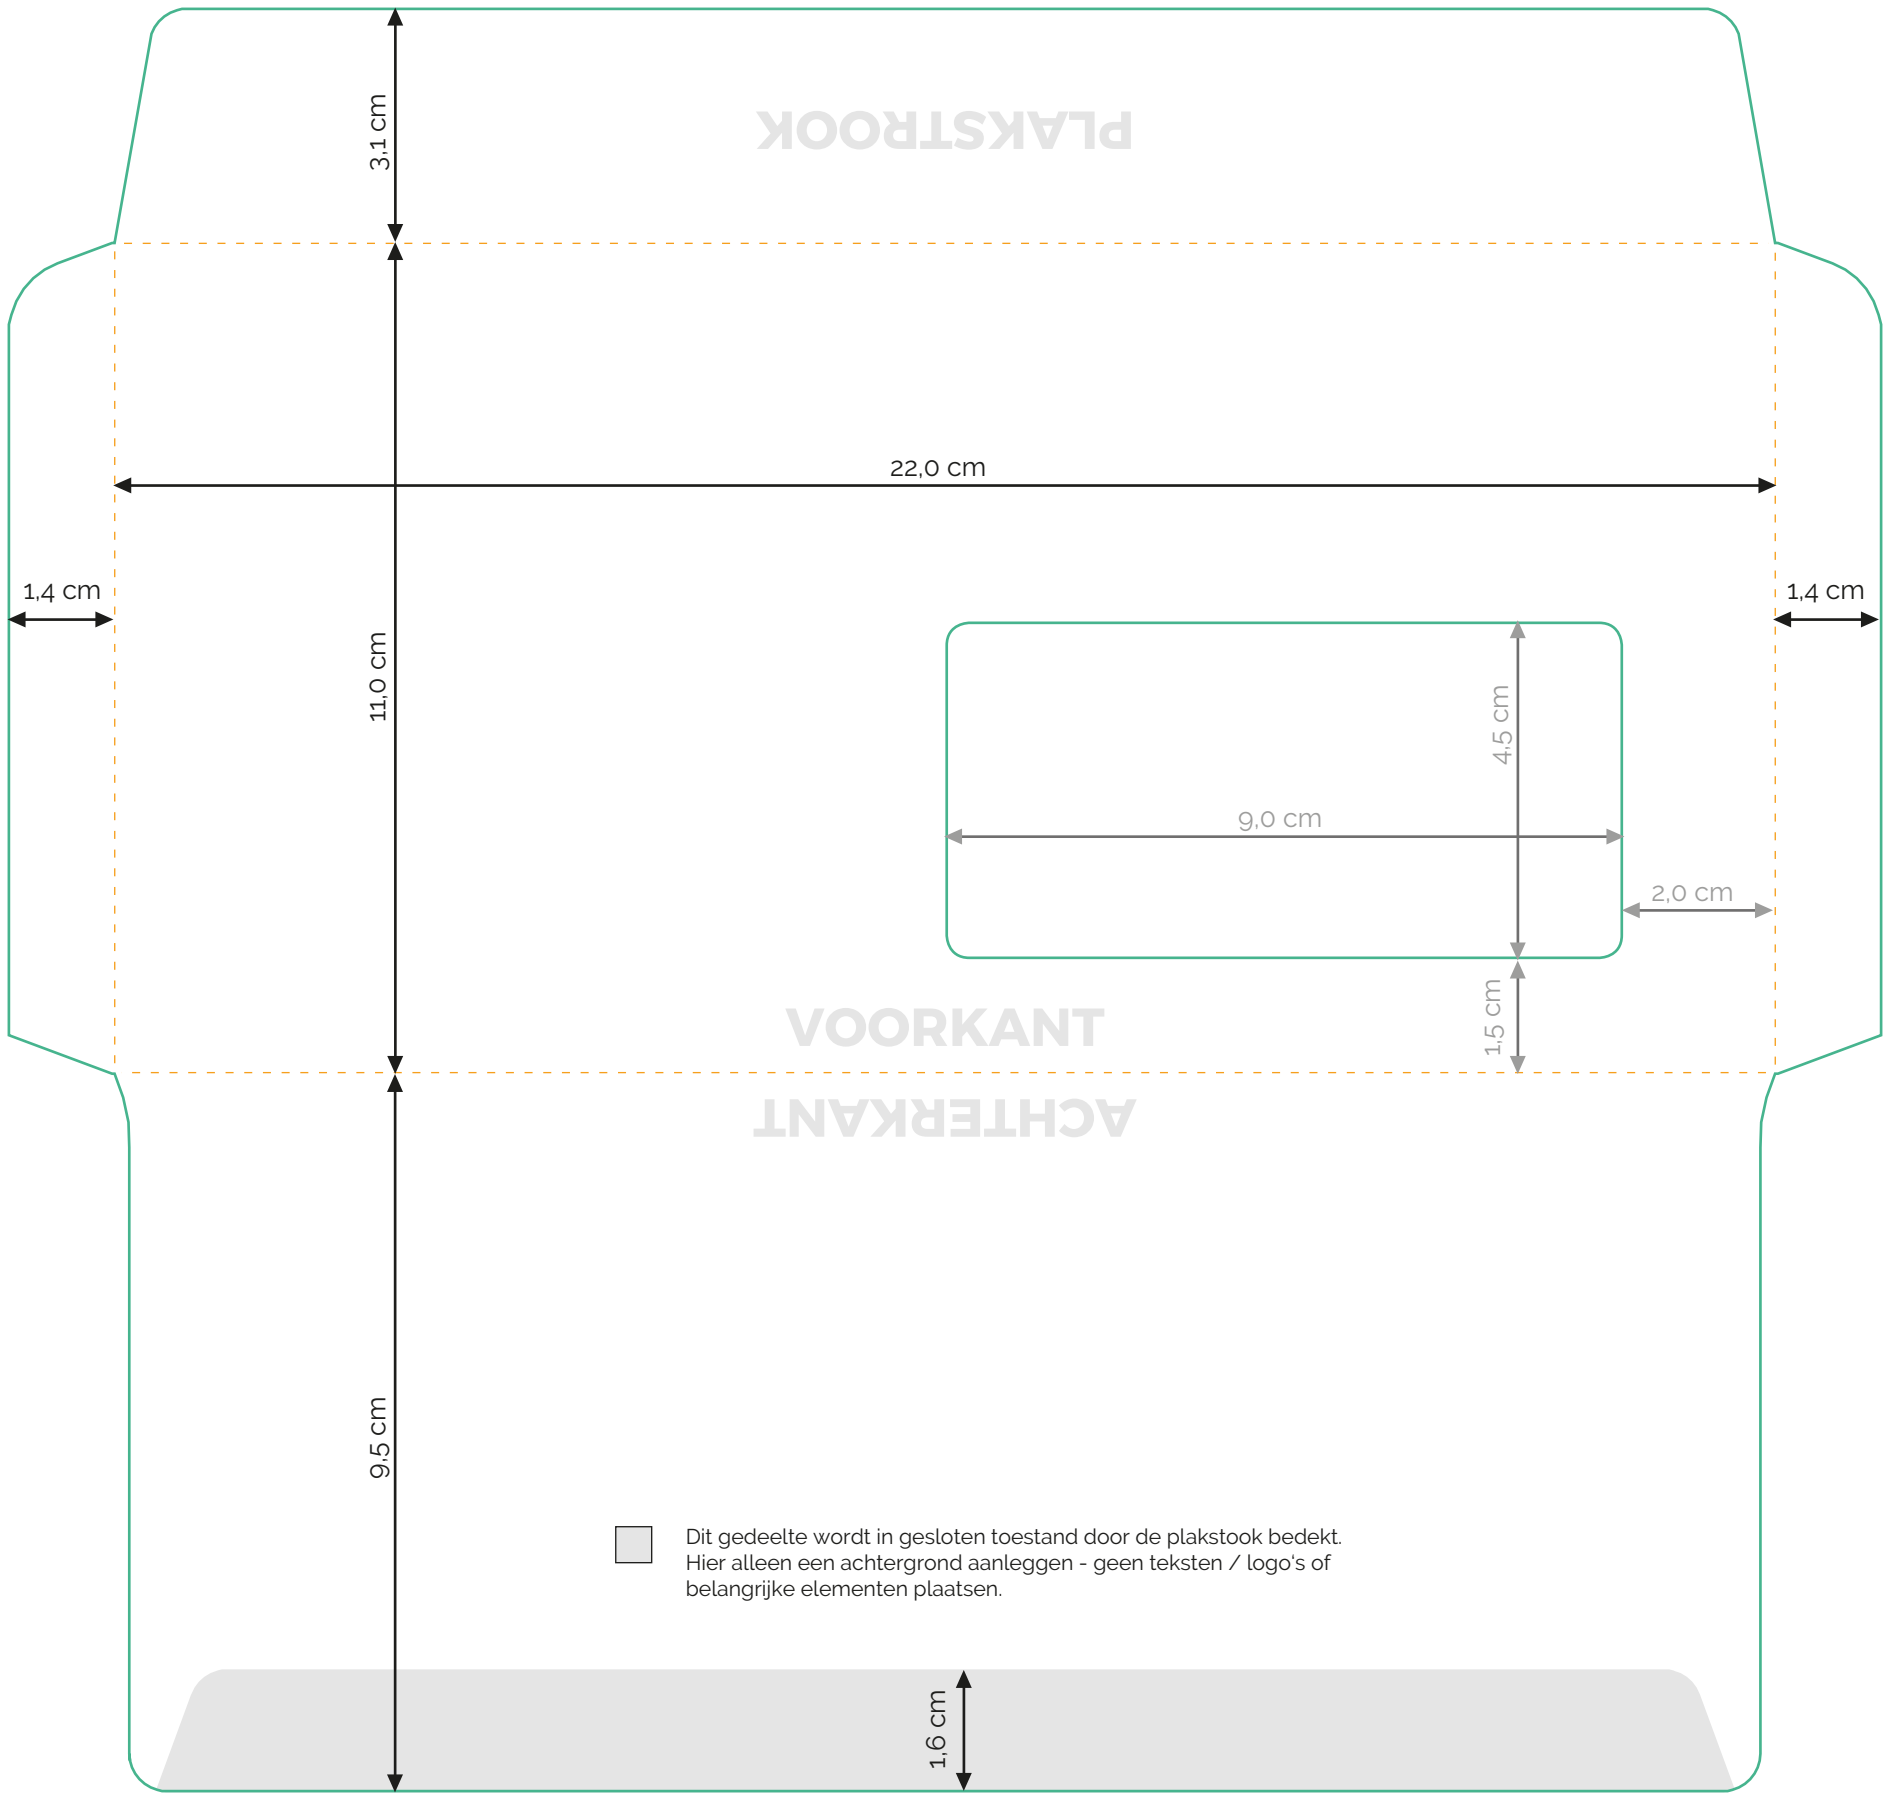 3,1 cm
PLAKSTROOK
22,0 cm
1,4 cm
1,4 cm
11,0 cm
4,5 cm
9,0 cm
2,0 cm
1,5 cm
VOORKANT
ACHTERKANT
9,5 cm
Dit gedeelte wordt in gesloten toestand door de plakstook bedekt.
Hier alleen een achtergrond aanleggen - geen teksten / logo‘s of
belangrijke elementen plaatsen.
1,6 cm